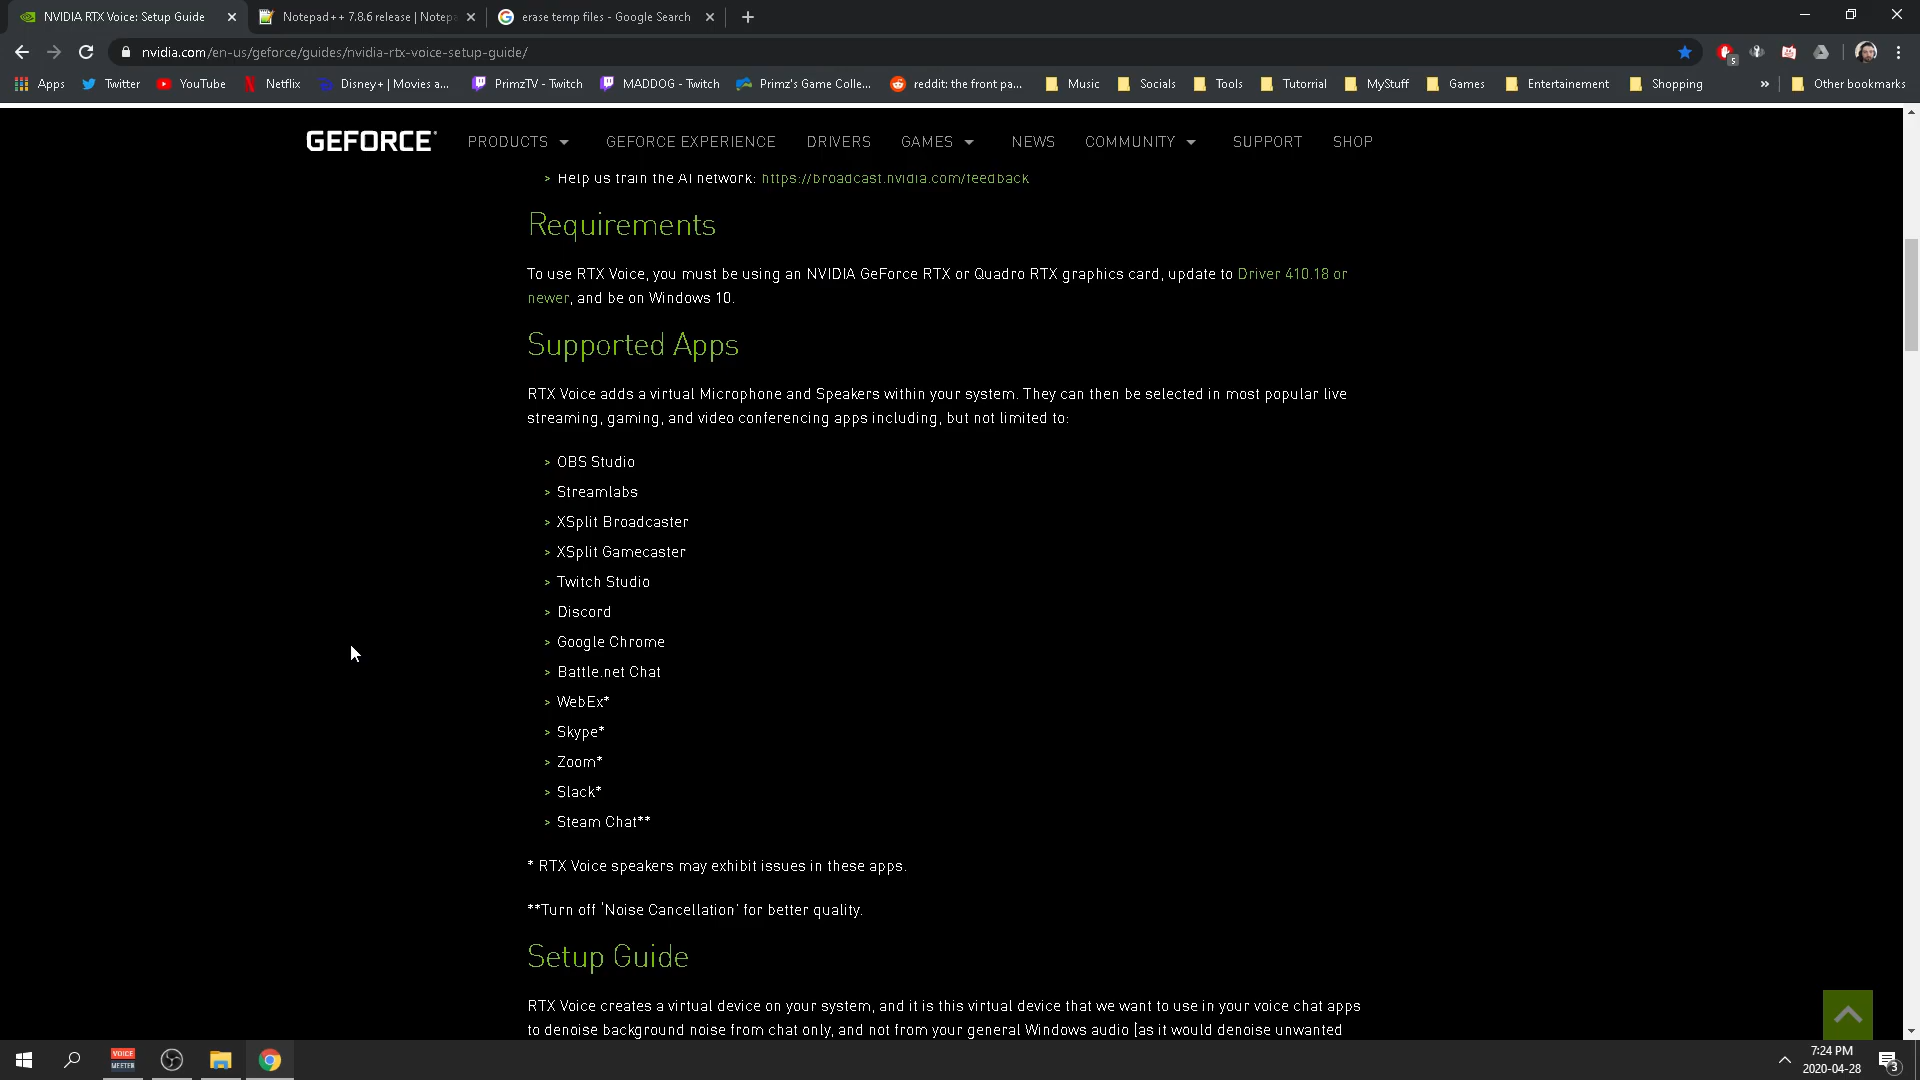 NVIDIA RTX Voice: Setup Guide
Notepad++ 7.8.6 release | Notepa
erase temp files - Google Search
nvidia.com/en-us/geforce/guides/nvidia-rtx-voice-setup-guide/
5
Apps
Twitter
YouTube
Netflix
Disney+ | Movies a...
PrimzTV - Twitch
MADDOG - Twitch
Primz's Game Colle...
reddit: the front pa...
Music
Socials
Tools
Tutorial
MyStuff
Games
Entertainement
Shopping
»
Other bookmarks
GEFORCE
PRODUCTS
GEFORCE EXPERIENCE
DRIVERS
GAMES
NEWS
COMMUNITY
SUPPORT
SHOP
> Help us train the AI network: https://broadcast.nvidia.com/feedback
Requirements
To use RTX Voice, you must be using an NVIDIA GeForce RTX or Quadro RTX graphics card, update to Driver 410.18 or
newer, and be on Windows 10.
Supported Apps
RTX Voice adds a virtual Microphone and Speakers within your system. They can then be selected in most popular live
streaming, gaming, and video conferencing apps including, but not limited to:
> OBS Studio
> Streamlabs
> XSplit Broadcaster
> XSplit Gamecaster
> Twitch Studio
> Discord
> Google Chrome
> Battle.net Chat
> WebEx*
> Skype*
> Zoom*
> Slack*
> Steam Chat**
* RTX Voice speakers may exhibit issues in these apps.
**Turn off 'Noise Cancellation' for better quality.
Setup Guide
RTX Voice creates a virtual device on your system, and it is this virtual device that we want to use in your voice chat apps
to denoise background noise from chat only, and not from your general Windows audio (as it would denoise unwanted
VOICE
MEETER
7:24 PM
2020-04-28
3